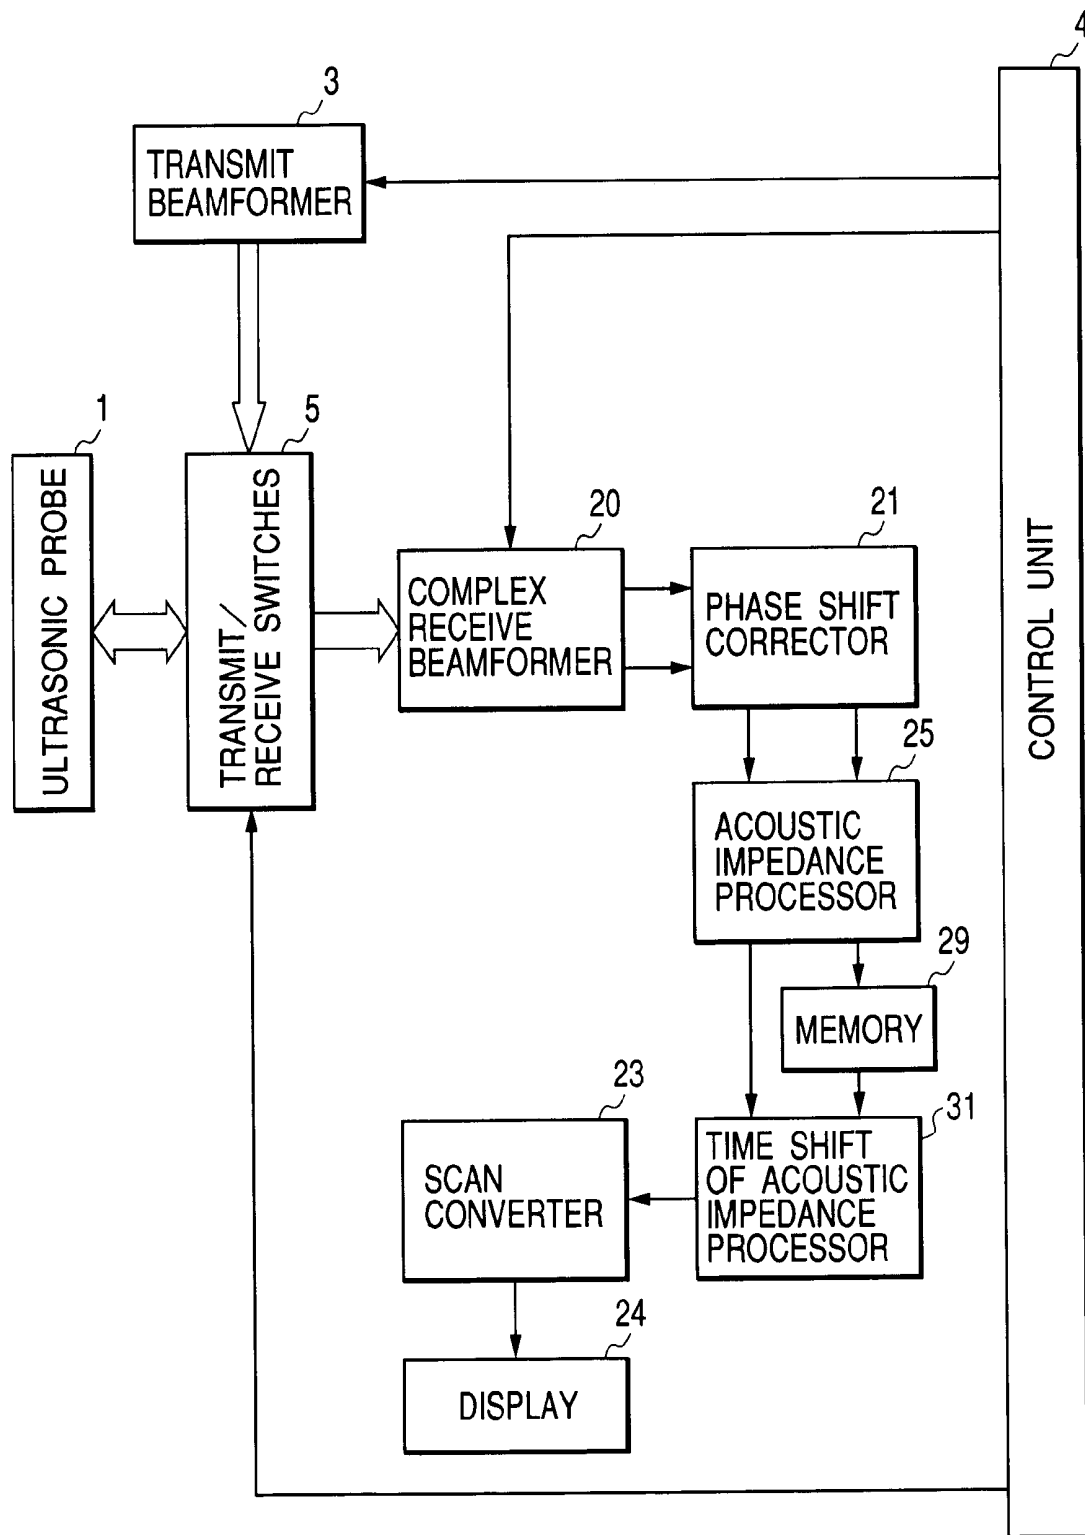 4
3
TRANSMIT
BEAMFORMER
1
ULTRASONIC PROBE
5
TRANSMIT/
RECEIVE SWITCHES
20
COMPLEX
RECEIVE
BEAMFORMER
21
PHASE SHIFT
CORRECTOR
CONTROL UNIT
25
ACOUSTIC
IMPEDANCE
PROCESSOR
29
MEMORY
23
SCAN
CONVERTER
31
TIME SHIFT
OF ACOUSTIC
IMPEDANCE
PROCESSOR
24
DISPLAY